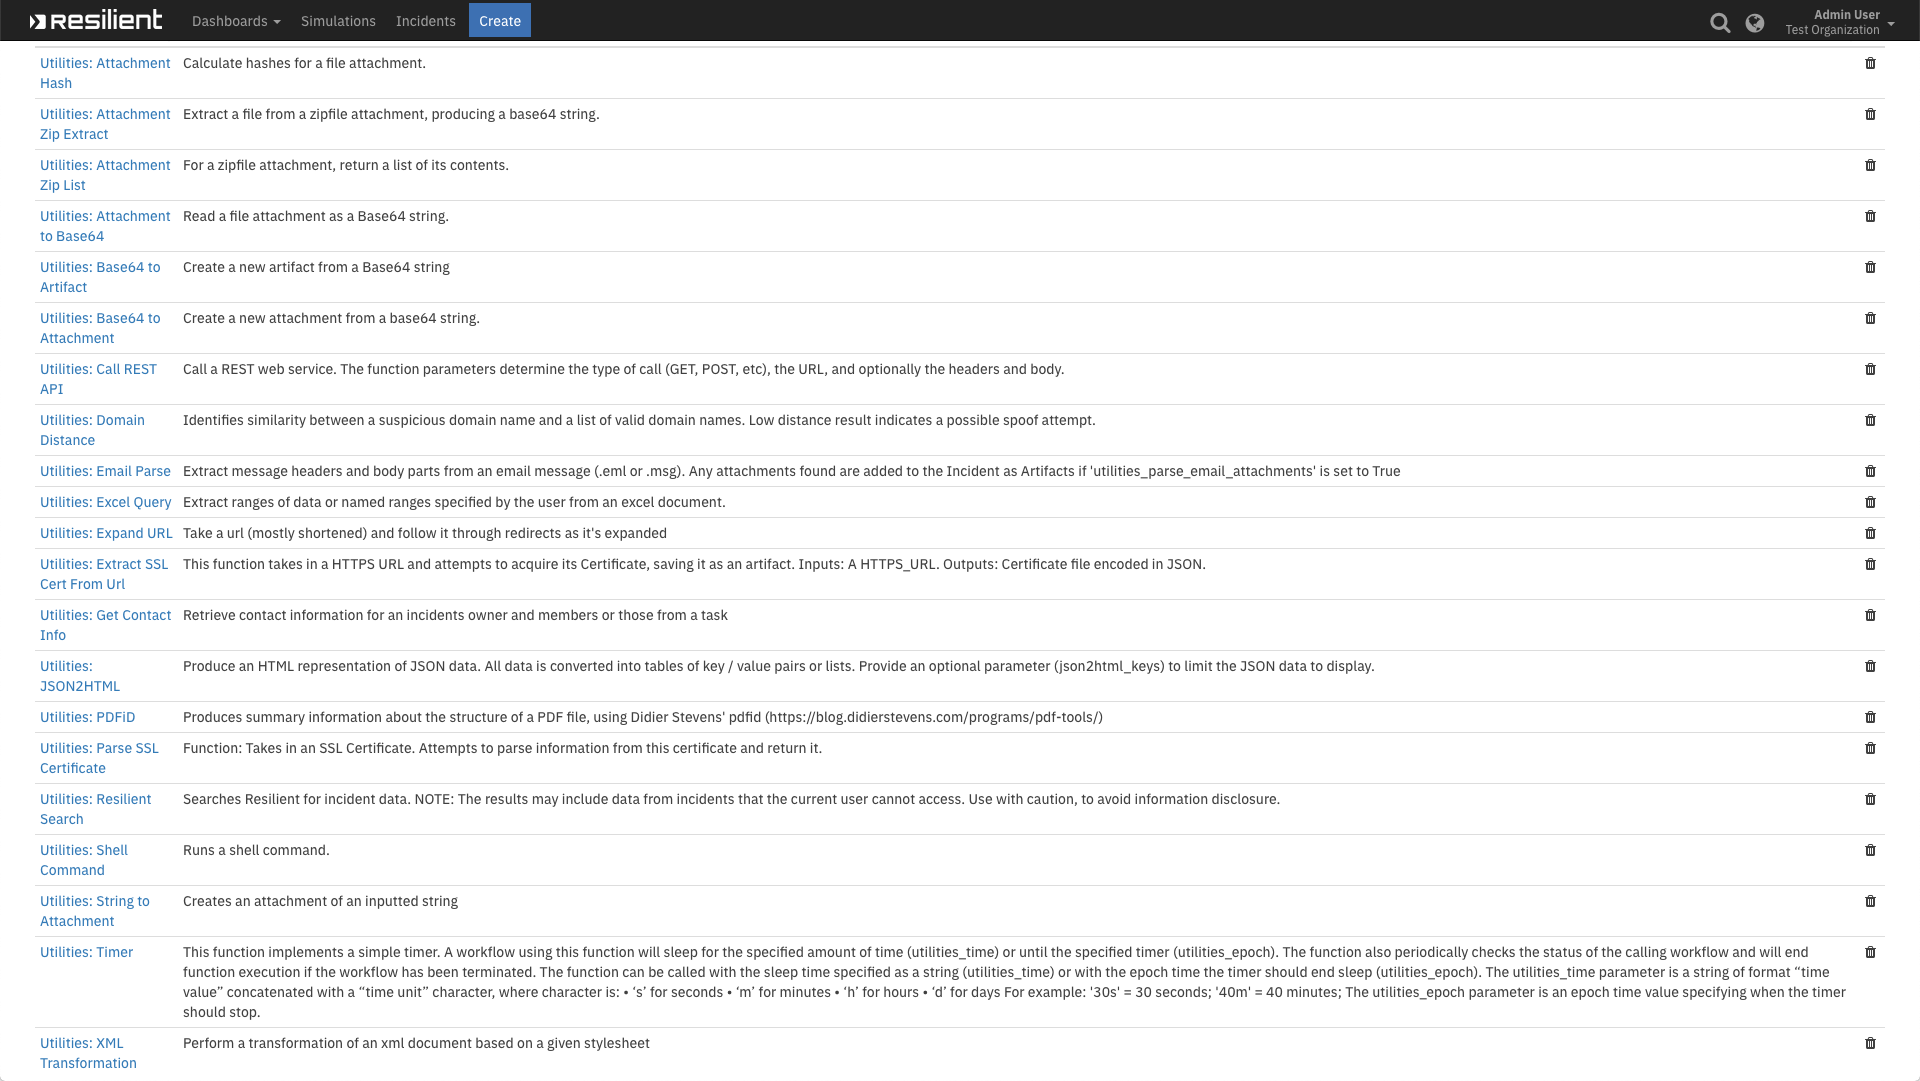 resilient Dashboards Simulations Incidents Create Admin User
Test Organization
Utilities: Attachment Calculate hashes for a file attachment.
Hash
Utilities: Attachment Extract a file from a zipfile attachment, producing a base64 string.
Zip Extract
Utilities: Attachment For a zipfile attachment, return a list of its contents.
Zip List
Utilities: Attachment Read a file attachment as a Base64 string.
to Base64
Utilities: Base64 to Create a new artifact from a Base64 string
Artifact
Utilities: Base64 to Create a new attachment from a base64 string.
Attachment
Utilities: Call REST Call a REST web service. The function parameters determine the type of call (GET, POST, etc), the URL, and optionally the headers and body.
API
Utilities: Domain Identifies similarity between a suspicious domain name and a list of valid domain names. Low distance result indicates a possible spoof attempt.
Distance
Utilities: Email Parse Extract message headers and body parts from an email message (.eml or .msg). Any attachments found are added to the Incident as Artifacts if 'utilities_parse_email_attachments' is set to True
Utilities: Excel Query Extract ranges of data or named ranges specified by the user from an excel document.
Utilities: Expand URL Take a url (mostly shortened) and follow it through redirects as it's expanded
Utilities: Extract SSL This function takes in a HTTPS URL and attempts to acquire its Certificate, saving it as an artifact. Inputs: A HTTPS_URL. Outputs: Certificate file encoded in JSON.
Cert From Url
Utilities: Get Contact Retrieve contact information for an incidents owner and members or those from a task
Info
Utilities: Produce an HTML representation of JSON data. All data is converted into tables of key / value pairs or lists. Provide an optional parameter (json2html_keys) to limit the JSON data to display.
JSON2HTML
Utilities: PDFiD Produces summary information about the structure of a PDF file, using Didier Stevens' pdfid (https://blog.didierstevens.com/programs/pdf-tools/)
Utilities: Parse SSL Function: Takes in an SSL Certificate. Attempts to parse information from this certificate and return it.
Certificate
Utilities: Resilient Searches Resilient for incident data. NOTE: The results may include data from incidents that the current user cannot access. Use with caution, to avoid information disclosure.
Search
Utilities: Shell Runs a shell command.
Command
Utilities: String to Creates an attachment of an inputted string
Attachment
Utilities: Timer This function implements a simple timer. A workflow using this function will sleep for the specified amount of time (utilities_time) or until the specified timer (utilities_epoch). The function also periodically checks the status of the calling workflow and will end
function execution if the workflow has been terminated. The function can be called with the sleep time specified as a string (utilities_time) or with the epoch time the timer should end sleep (utilities_epoch). The utilities_time parameter is a string of format “time
value” concatenated with a “time unit” character, where character is: • ‘s’ for seconds • ‘m’ for minutes • ‘h’ for hours • ‘d’ for days For example: '30s' = 30 seconds; '40m' = 40 minutes; The utilities_epoch parameter is an epoch time value specifying when the timer
should stop.
Utilities: XML Perform a transformation of an xml document based on a given stylesheet
Transformation